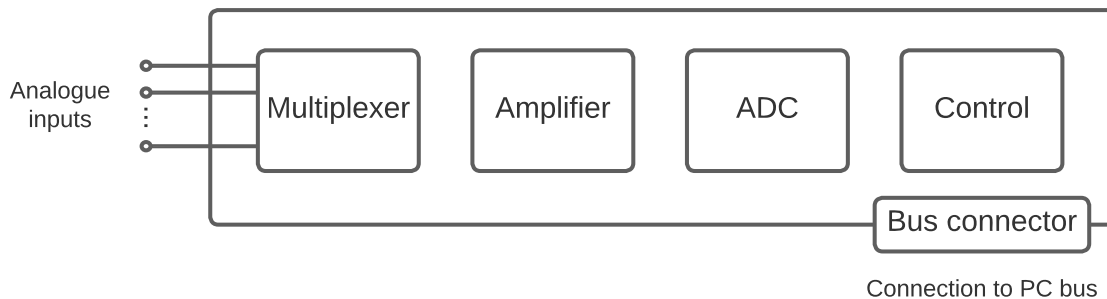 Analogue
inputs
Multiplexer
Amplifier
ADC
Control
Bus connector
Connection to PC bus